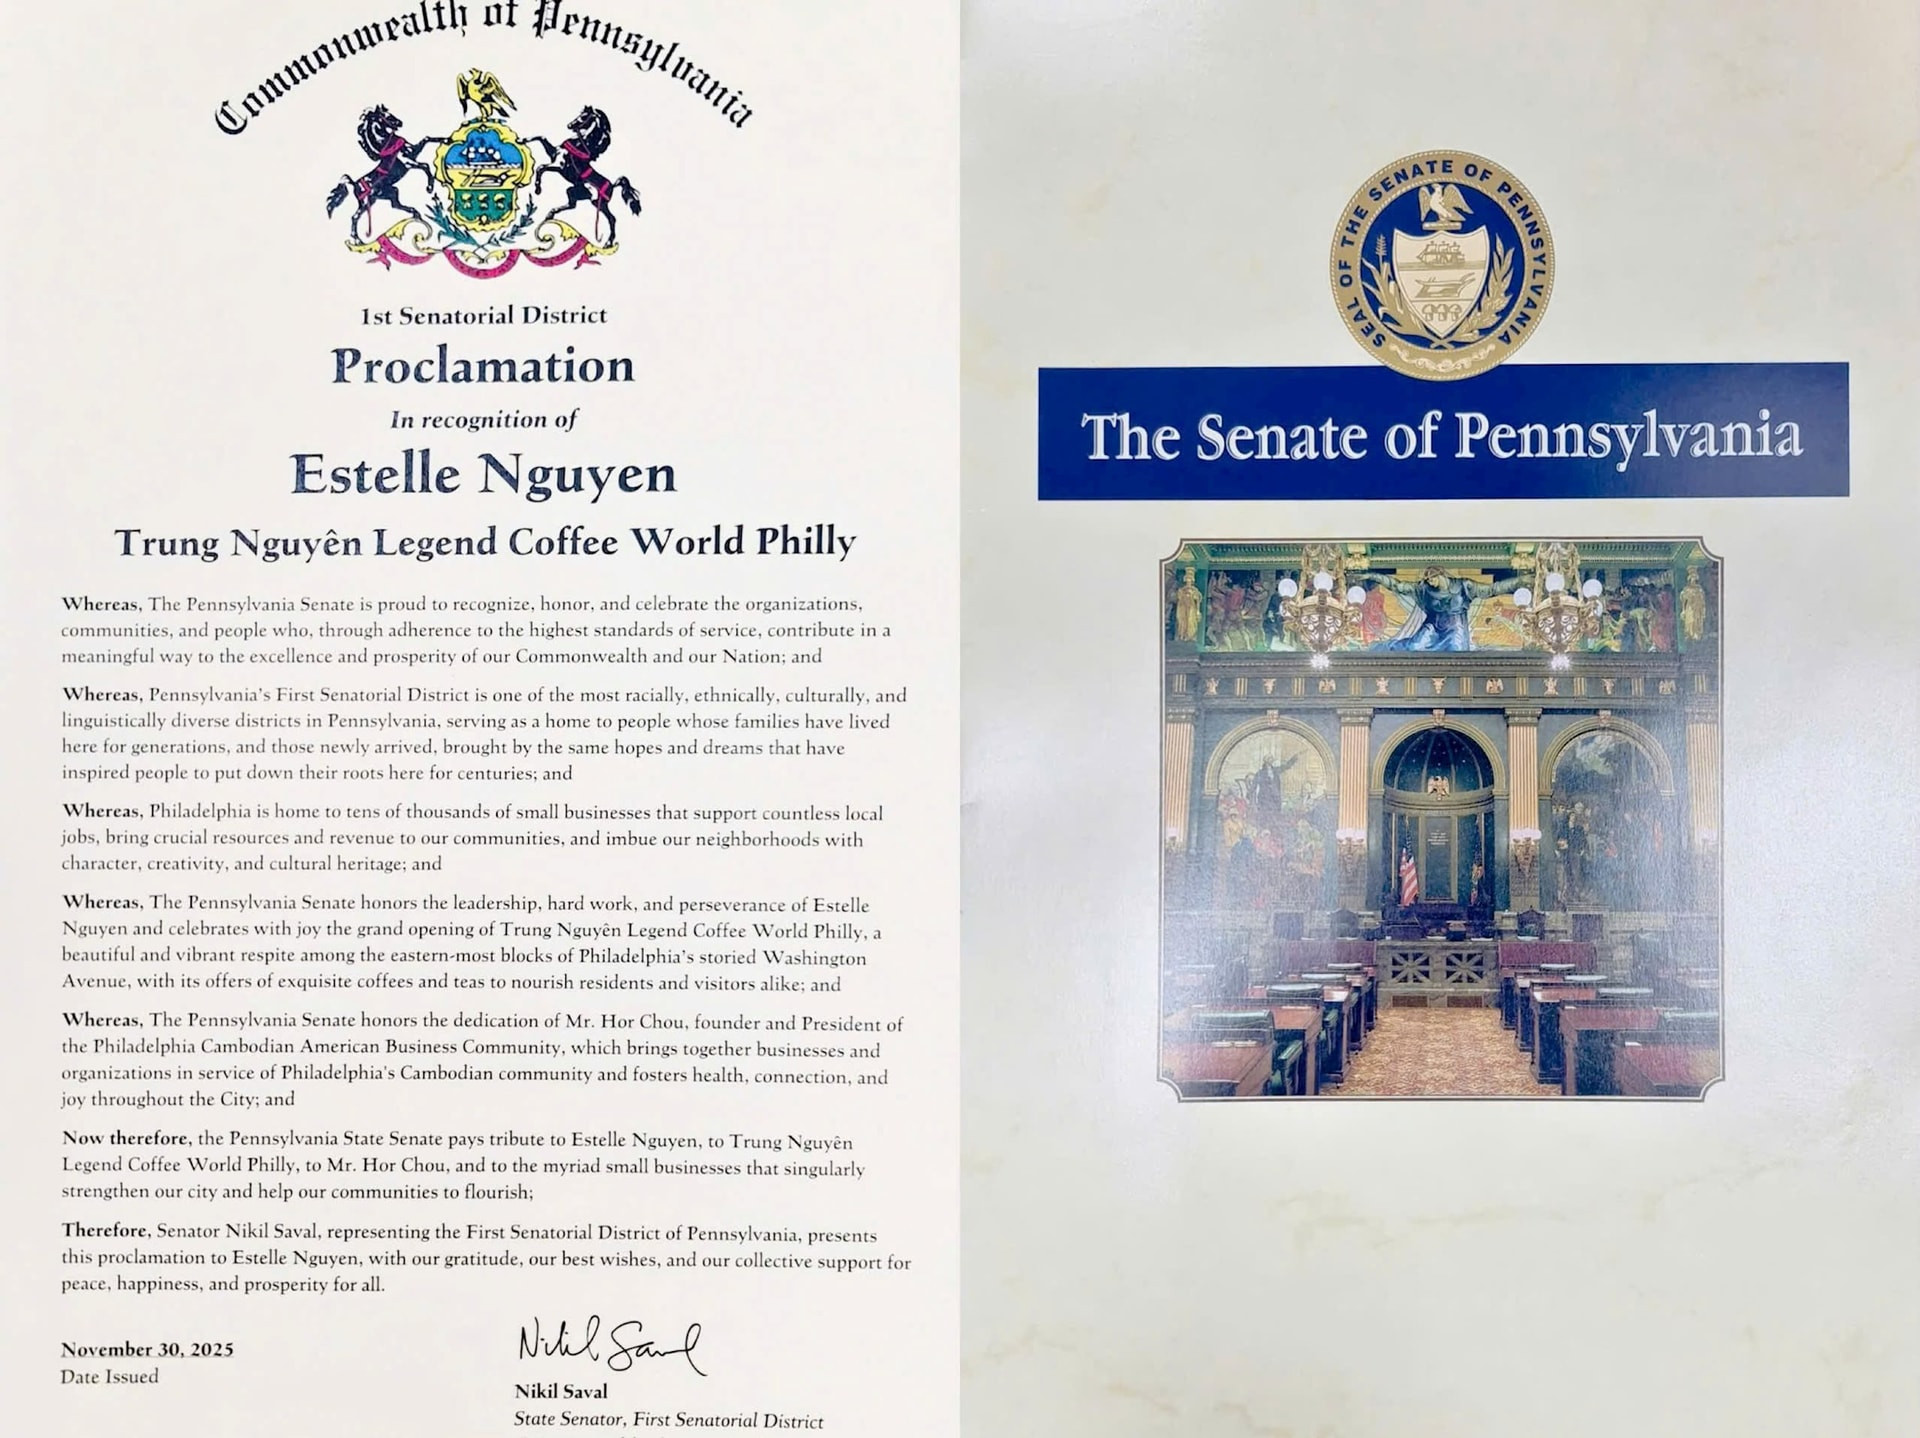 Commonwealth of Pennsylvania
1st Senatorial District
Proclamation
In recognition of
Estelle Nguyen
Trung Nguyên Legend Coffee World Philly
Whereas, The Pennsylvania Senate is proud to recognize, honor, and celebrate the organizations,
communities, and people who, through adherence to the highest standards of service, contribute in a
meaningful way to the excellence and prosperity of our Commonwealth and our Nation; and
Whereas, Pennsylvania's First Senatorial District is one of the most racially, ethnically, culturally, and
linguistically diverse districts in Pennsylvania, serving as a home to people whose families have lived
here for generations, and those newly arrived, brought by the same hopes and dreams that have
inspired people to put down their roots here for centuries; and
Whereas, Philadelphia is home to tens of thousands of small businesses that support countless local
jobs, bring crucial resources and revenue to our communities, and imbue our neighborhoods with
character, creativity, and cultural heritage; and
Whereas, The Pennsylvania Senate honors the leadership, hard work, and perseverance of Estelle
Nguyen and celebrates with joy the grand opening of Trung Nguyên Legend Coffee World Philly, a
beautiful and vibrant respite among the eastern-most blocks of Philadelphia's storied Washington
Avenue, with its offers of exquisite coffees and teas to nourish residents and visitors alike; and
Whereas, The Pennsylvania Senate honors the dedication of Mr. Hor Chou, founder and President of
the Philadelphia Cambodian American Business Community, which brings together businesses and
organizations in service of Philadelphia's Cambodian community and fosters health, connection, and
joy throughout the City; and
Now therefore, the Pennsylvania State Senate pays tribute to Estelle Nguyen, to Trung Nguyên
Legend Coffee World Philly, to Mr. Hor Chou, and to the myriad small businesses that singularly
strengthen our city and help our communities to flourish;
Therefore, Senator Nikil Saval, representing the First Senatorial District of Pennsylvania, presents
this proclamation to Estelle Nguyen, with our gratitude, our best wishes, and our collective support for
peace, happiness, and prosperity for all.
November 30, 2025
Date Issued
Nikil Saval
Nikil Saval
State Senator, First Senatorial District
SEAL OF THE SENATE OF PENNSYLVANIA
The Senate of Pennsylvania